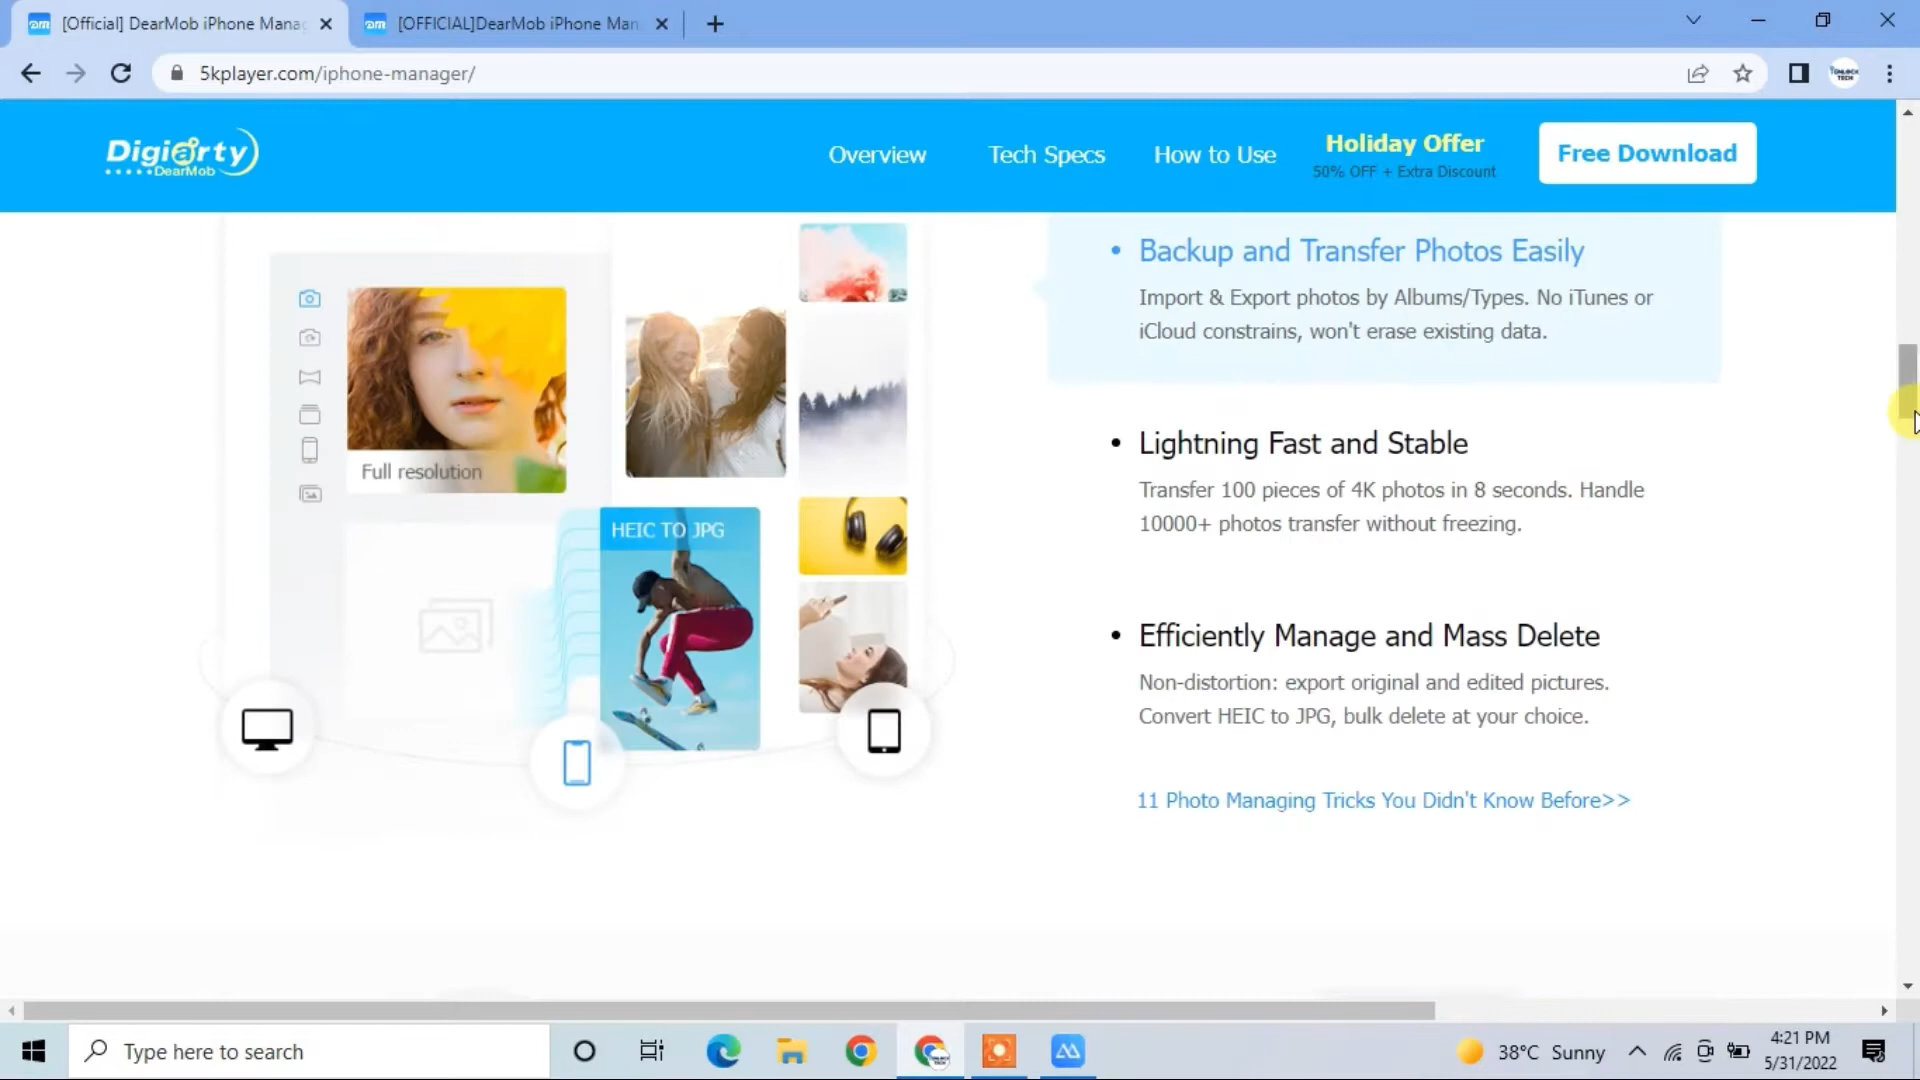 [Official] DearMob iPhone Manag
[OFFICIAL]DearMob iPhone Man
5kplayer.com/iphone-manager/
UNLOCK
TECH
Digiarty
DearMob
Overview
Tech Specs
How to Use
Holiday Offer
50% OFF + Extra Discount
Free Download
Full resolution
HEIC TO JPG
• Backup and Transfer Photos Easily
Import & Export photos by Albums/Types. No iTunes or
iCloud constrains, won't erase existing data.
• Lightning Fast and Stable
Transfer 100 pieces of 4K photos in 8 seconds. Handle
10000+ photos transfer without freezing.
• Efficiently Manage and Mass Delete
Non-distortion: export original and edited pictures.
Convert HEIC to JPG, bulk delete at your choice.
11 Photo Managing Tricks You Didn't Know Before>>
Type here to search
38°C Sunny
4:21 PM
5/31/2022